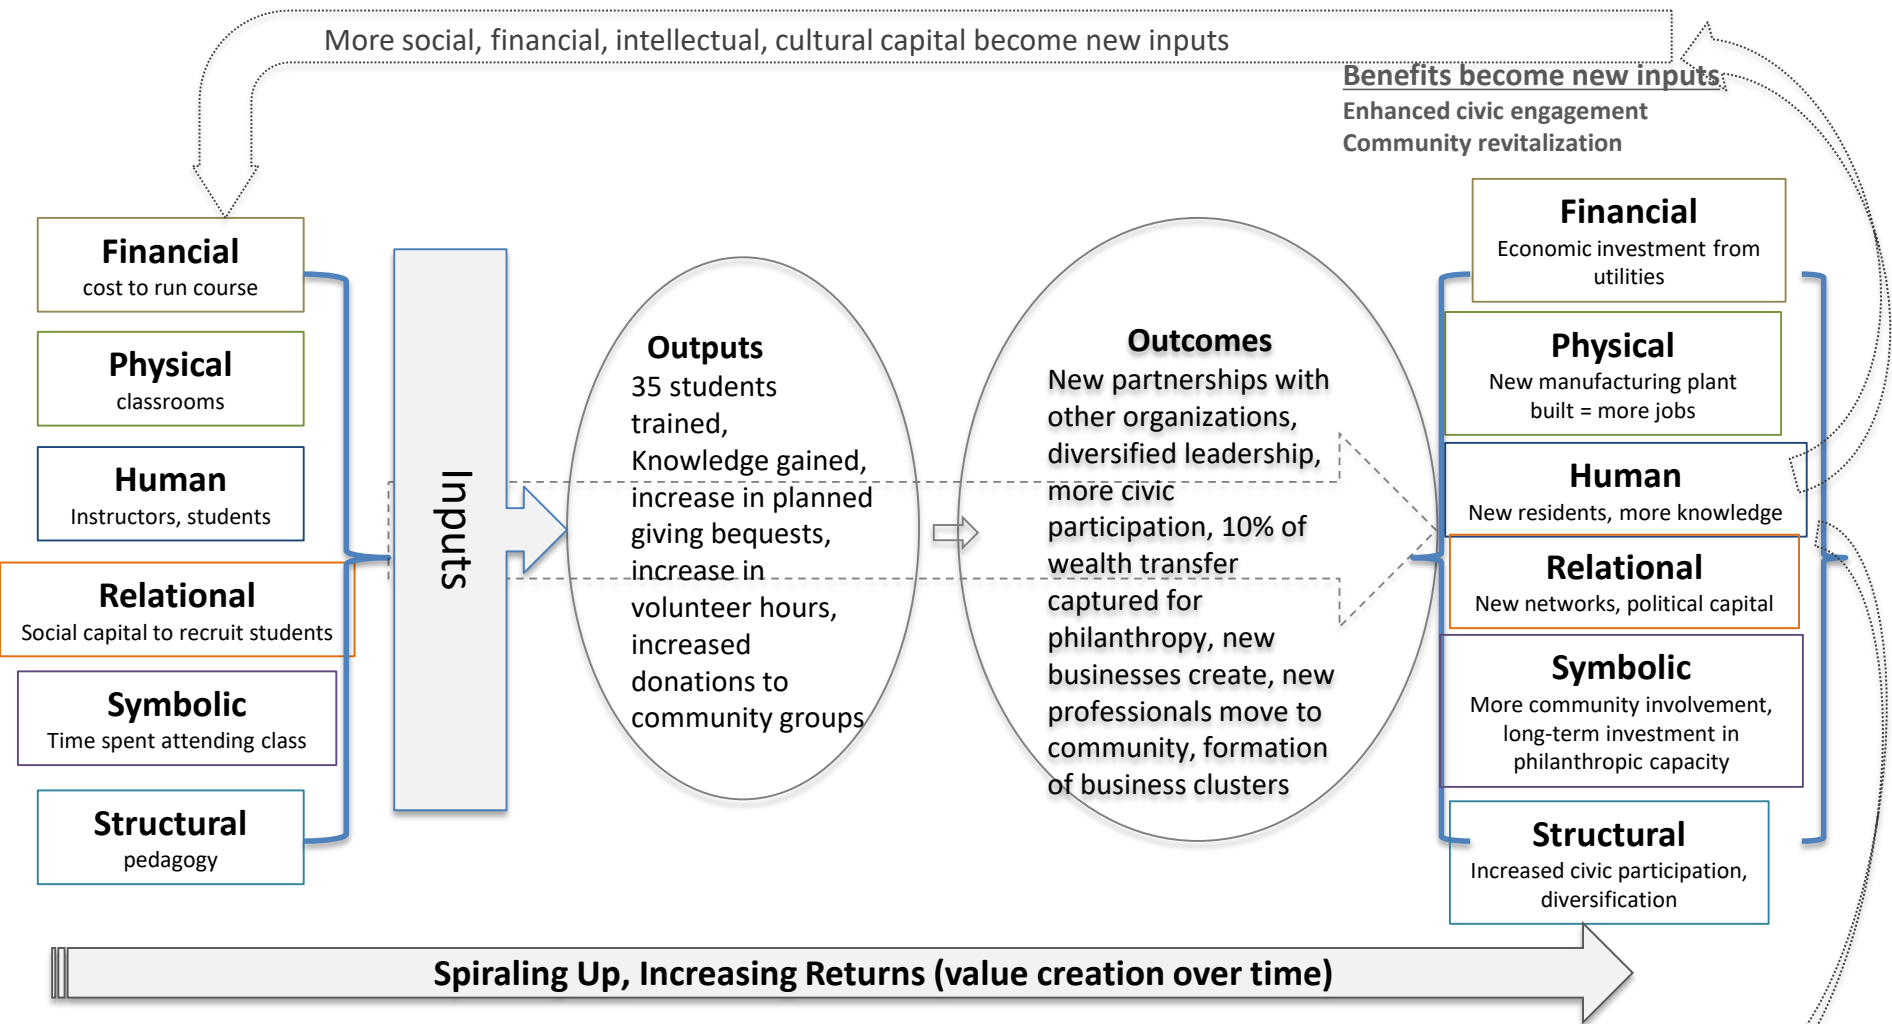 More social, financial, intellectual, cultural capital become new inputs
Benefits become new inputs
Enhanced civic engagement
Community revitalization
Financial
cost to run course
Physical
classrooms
Human
Instructors, students
Relational
Social capital to recruit students
Symbolic
Time spent attending class
Structural
pedagogy
Inputs
Outputs
35 students
trained,
Knowledge gained,
increase in planned
giving bequests,
increase in
volunteer hours,
increased
donations to
community groups
Outcomes
New partnerships with
other organizations,
diversified leadership,
more civic
participation, 10% of
wealth transfer
captured for
philanthropy, new
businesses create, new
professionals move to
community, formation
of business clusters
Financial
Economic investment from
utilities
Physical
New manufacturing plant
built = more jobs
Human
New residents, more knowledge
Relational
New networks, political capital
Symbolic
More community involvement,
long-term investment in
philanthropic capacity
Structural
Increased civic participation,
diversification
Spiraling Up, Increasing Returns (value creation over time)